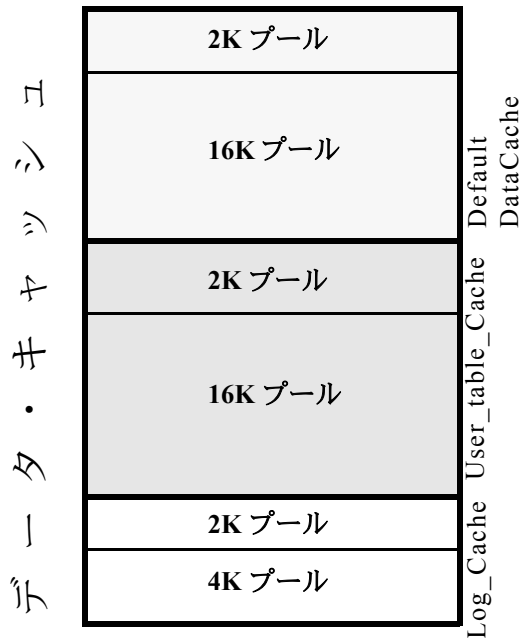 データ・キャッシュ
2K プール
16K プール
Default
DataCache
2K プール
16K プール
User_table_Cache
2K プール
4K プール
Log_Cache